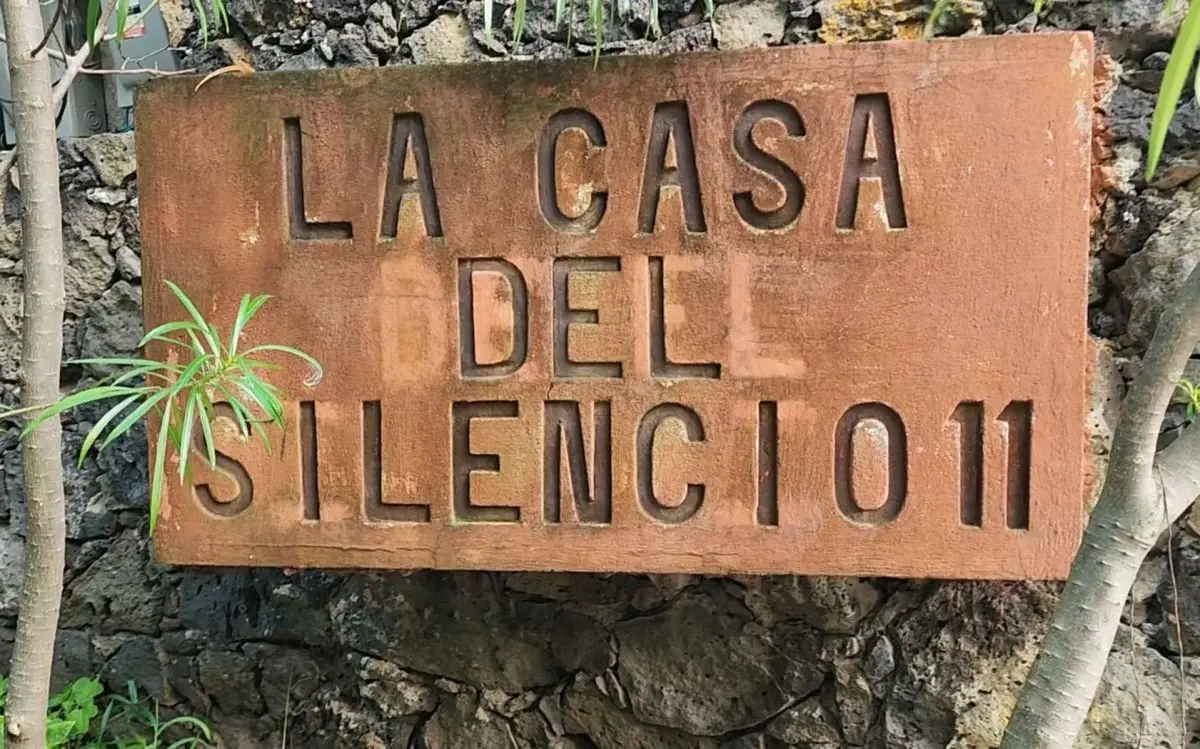 LA CASA
DEL
SILENCIO 11